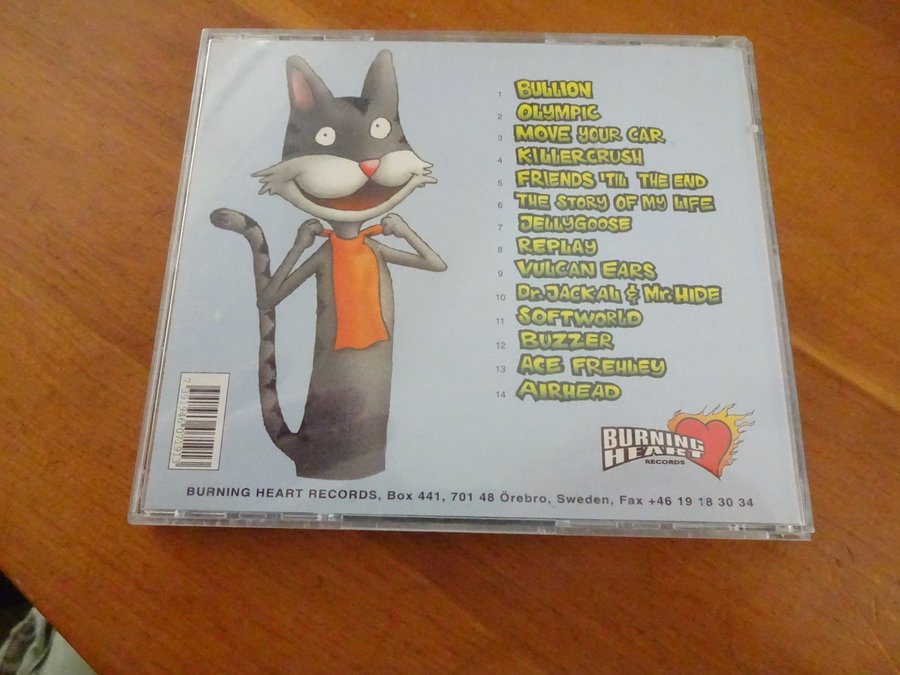 1 BULLION
2 OLYMPIC
3 MOVE YOUR CAR
4 KILLERCRUSH
5 FRIENDS 'TIL THE END
6 THE STORY OF MY LIFE
7 JELLYGOOSE
8 REPLAY
9 VULCAN EARS
10 Dr. JACKAL & Mr. HIDE
11 SOFTWORLD
12 BUZZER
13 ACE FREHLEY
14 AIRHEAD
BURNING
HEART
RECORDS
BURNING HEART RECORDS, Box 441, 701 48 Örebro, Sweden, Fax +46 19 18 30 34